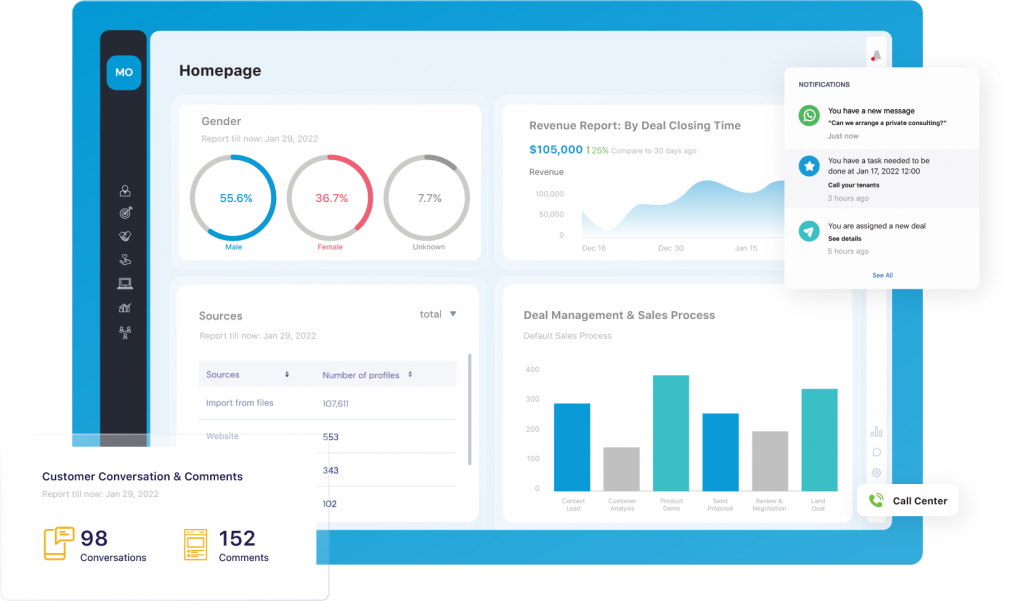 MO
Homepage
Gender
Report till now: Jan 29, 2022
55.6%
36.7%
7.7%
Male
Female
Unknown
Revenue Report: By Deal Closing Time
$105,000 25% Compare to 30 days ago
Revenue
100,000
50,000
0
Dec 16
Dec 30
Jan 15
NOTIFICATIONS
You have a new message
"Can we arrange a private consulting?"
Just now
You have a task needed to be
done at Jan 17, 2022 12:00
Call your tenants
3 hours ago
You are assigned a new deal
See details
5 hours ago
See All
Sources
total
Report till now: Jan 29, 2022
Sources
Number of profiles
Import from files
107,611
Website
553
343
102
Deal Management & Sales Process
Default Sales Process
400
300
200
100
0
Contact
Lead
Customer
Analysis
Product
Demo
Send
Proposal
Review &
Negotiation
Land
Deal
Customer Conversation & Comments
Report till now: Jan 29, 2022
98
Conversations
152
Comments
Call Center